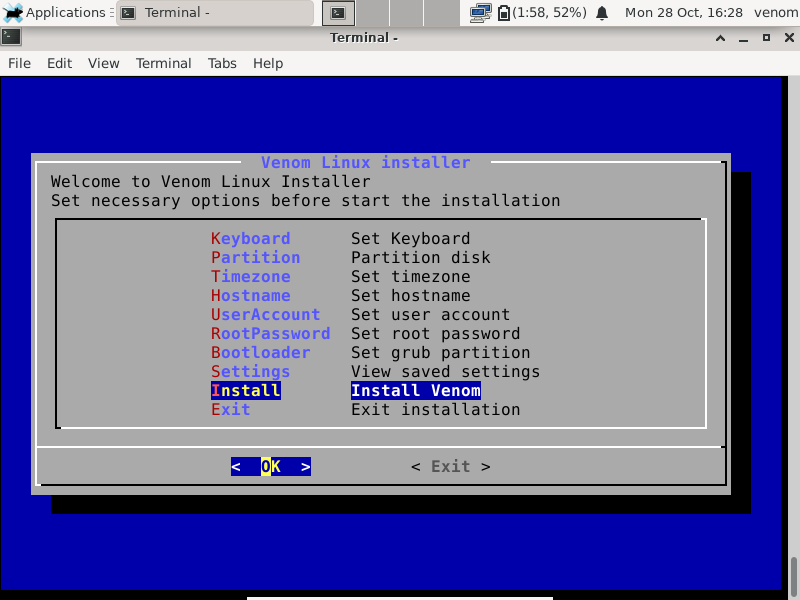 Applications Terminal - (1:58, 52%) Mon 28 Oct, 16:28 venom
Terminal -
File Edit View Terminal Tabs Help
Venom Linux installer
Welcome to Venom Linux Installer
Set necessary options before start the installation
Keyboard Set Keyboard
Partition Partition disk
Timezone Set timezone
Hostname Set hostname
UserAccount Set user account
RootPassword Set root password
Bootloader Set grub partition
Settings View saved settings
Install Install Venom
Exit Exit installation
< OK > < Exit >